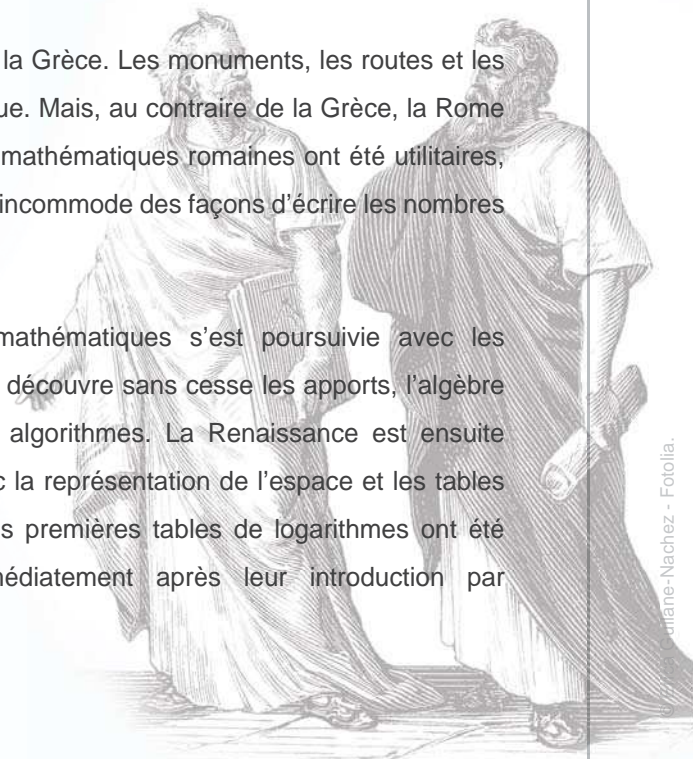 la Grèce. Les monuments, les routes et les
ue. Mais, au contraire de la Grèce, la Rome
mathématiques romaines ont été utilitaires,
incommode des façons d’écrire les nombres
mathématiques s’est poursuivie avec les
découvre sans cesse les apports, l’algèbre
algorithmes. La Renaissance est ensuite
c la représentation de l’espace et les tables
s premières tables de logarithmes ont été
médiatement après leur introduction par
-Nachez - Fotolia.